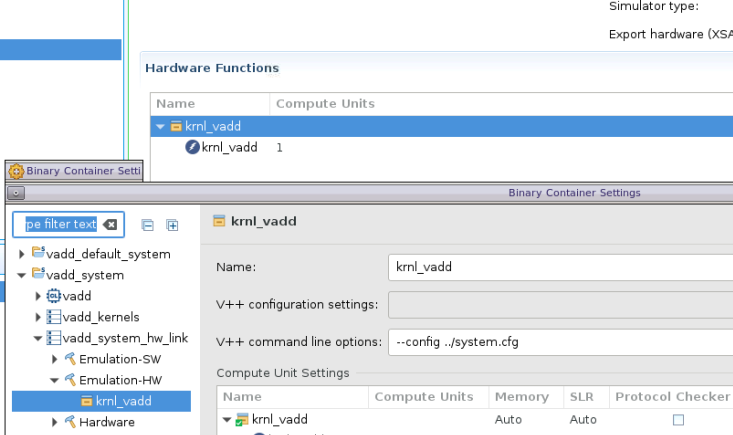 Simulator type:
Export hardware (XSA
Hardware Functions
Name Compute Units
krnl_vadd
krnl_vadd 1
Binary Container Setti
Binary Container Settings
pe filter text
krnl_vadd
vadd_default_system
vadd_system
Name: krnl_vadd
vadd
V++ configuration settings:
vadd_kernels
vadd_system_hw_link
V++ command line options: --config ../system.cfg
Emulation-SW
Compute Unit Settings
Emulation-HW
Name Compute Units Memory SLR Protocol Checker
krnl_vadd
krnl_vadd Auto Auto
Hardware